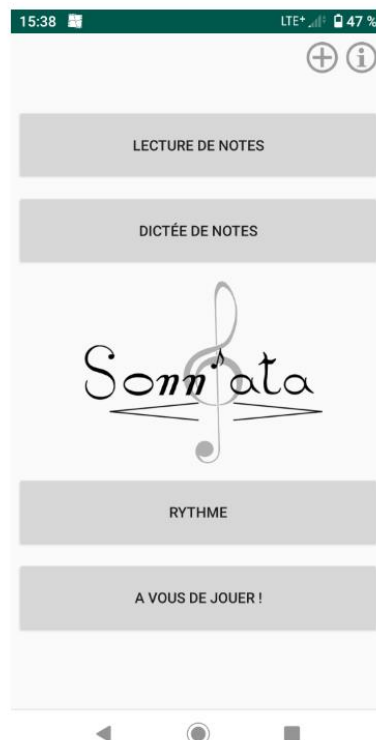 15:38 LTE+ 47 %
LECTURE DE NOTES
DICTÉE DE NOTES
Sonn'ata
RYTHME
A VOUS DE JOUER !